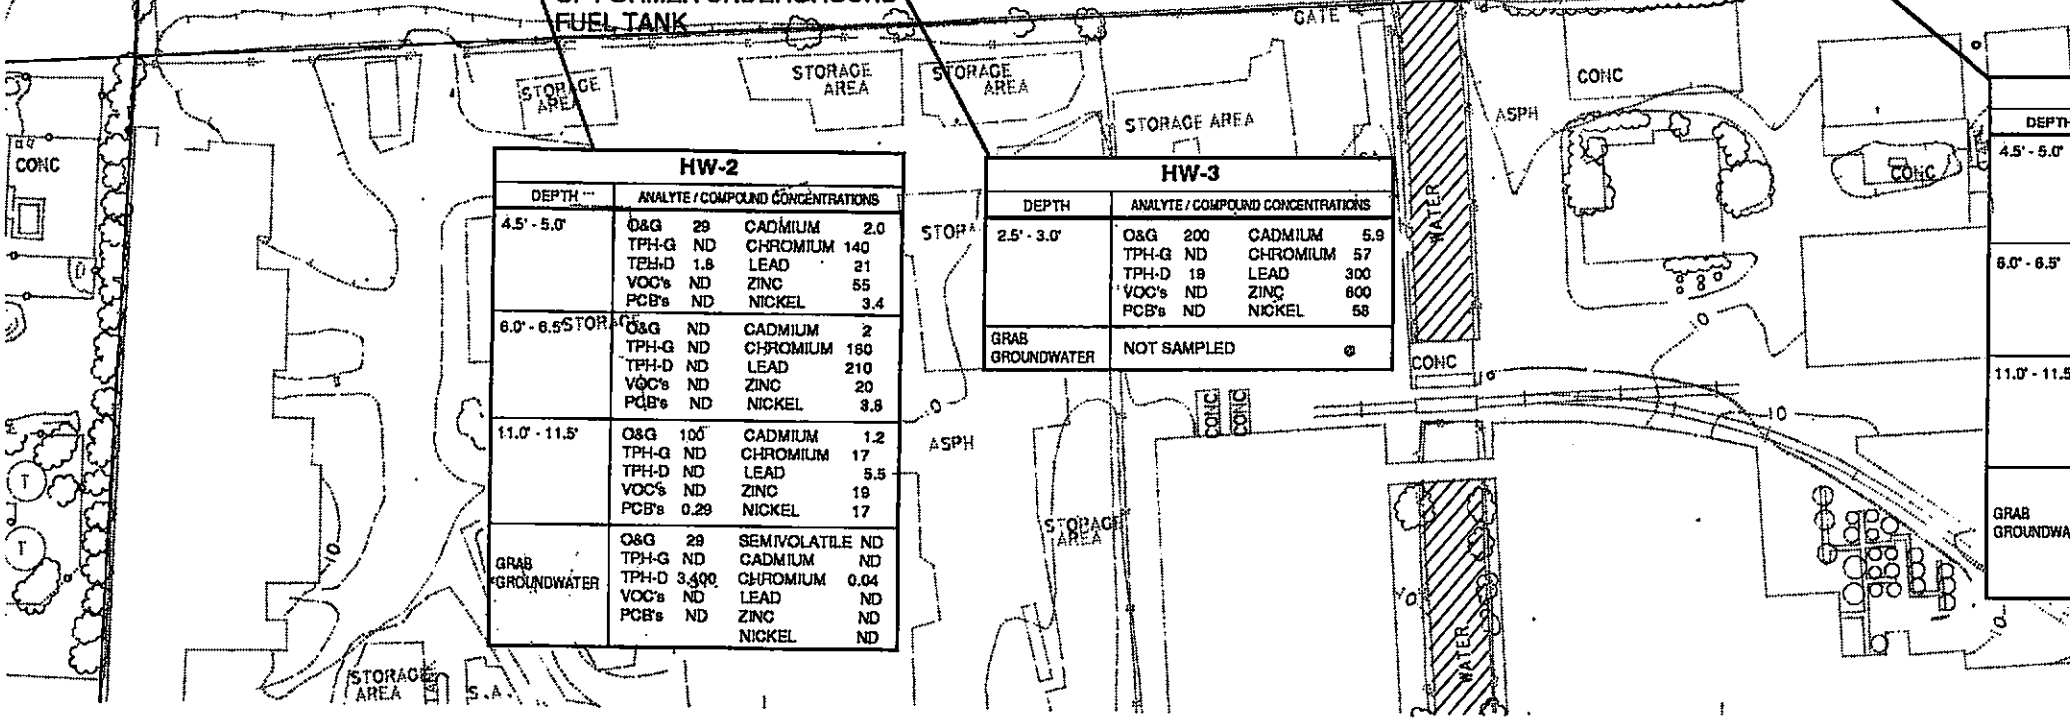 FUEL TANK
GATE
STORAGE
AREA
STORAGE
AREA
STORAGE
AREA
STORAGE AREA
CONC
ASPH
CONC
CONC
WATER
HW-2
DEPTH ANALYTE / COMPOUND CONCENTRATIONS
4.5' - 5.0' O&G 29 CADMIUM 2.0
TPH-G ND CHROMIUM 140
TPH-D 1.8 LEAD 21
VOC's ND ZINC 55
PCB's ND NICKEL 3.4
6.0' - 6.5' O&G ND CADMIUM 2
TPH-G ND CHROMIUM 160
TPH-D ND LEAD 210
VOC's ND ZINC 20
PCB's ND NICKEL 3.8
11.0' - 11.5' O&G 100 CADMIUM 1.2
TPH-G ND CHROMIUM 17
TPH-D ND LEAD 5.5
VOC's ND ZINC 19
PCB's 0.29 NICKEL 17
GRAB
GROUNDWATER
O&G 29 SEMIVOLATILE ND
TPH-G ND CADMIUM ND
TPH-D 3,400 CHROMIUM 0.04
VOC's ND LEAD ND
PCB's ND ZINC ND
NICKEL ND
STORAGE
HW-3
DEPTH ANALYTE / COMPOUND CONCENTRATIONS
2.5' - 3.0' O&G 200 CADMIUM 5.9
TPH-G ND CHROMIUM 57
TPH-D 19 LEAD 300
VOC's ND ZINC 600
PCB's ND NICKEL 58
GRAB
GROUNDWATER
NOT SAMPLED
DEPTH
4.5' - 5.0'
6.0' - 6.5'
11.0' - 11.5
GRAB
GROUNDWA
STOR
CONC
CONC
CONC
ASPH
10
10
10
10
10
T
T
STORAGE
AREA
WATER
STORAGE
AREA
S.A.